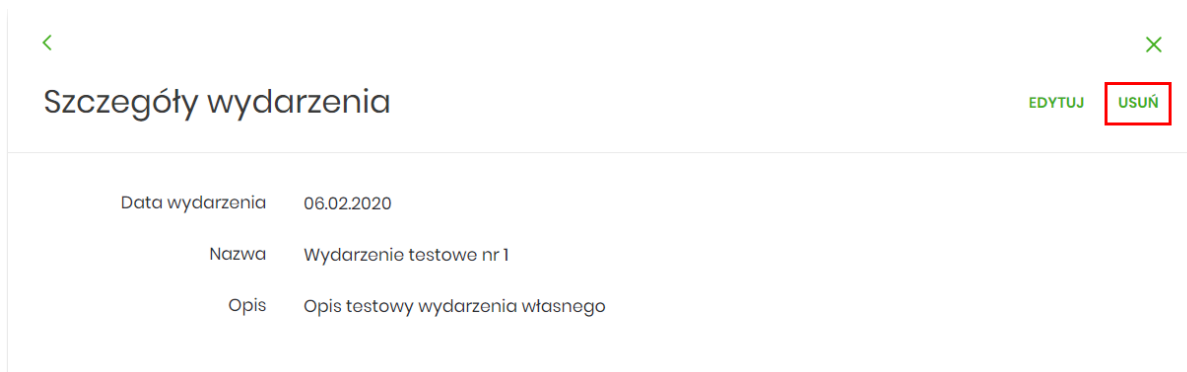 Szczegóły wydarzenia
EDYTUJ USUŃ
Data wydarzenia 06.02.2020
Nazwa Wydarzenie testowe nr 1
Opis Opis testowy wydarzenia własnego